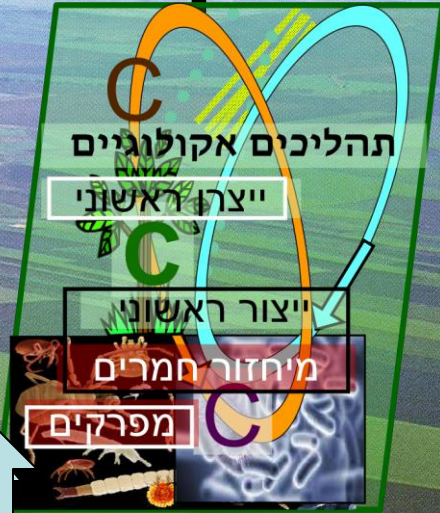 C
תהליכים אקולוגיים
ייצרן ראשוני
C
ייצור ראשוני
מיחזור חמרים
מפרקים C